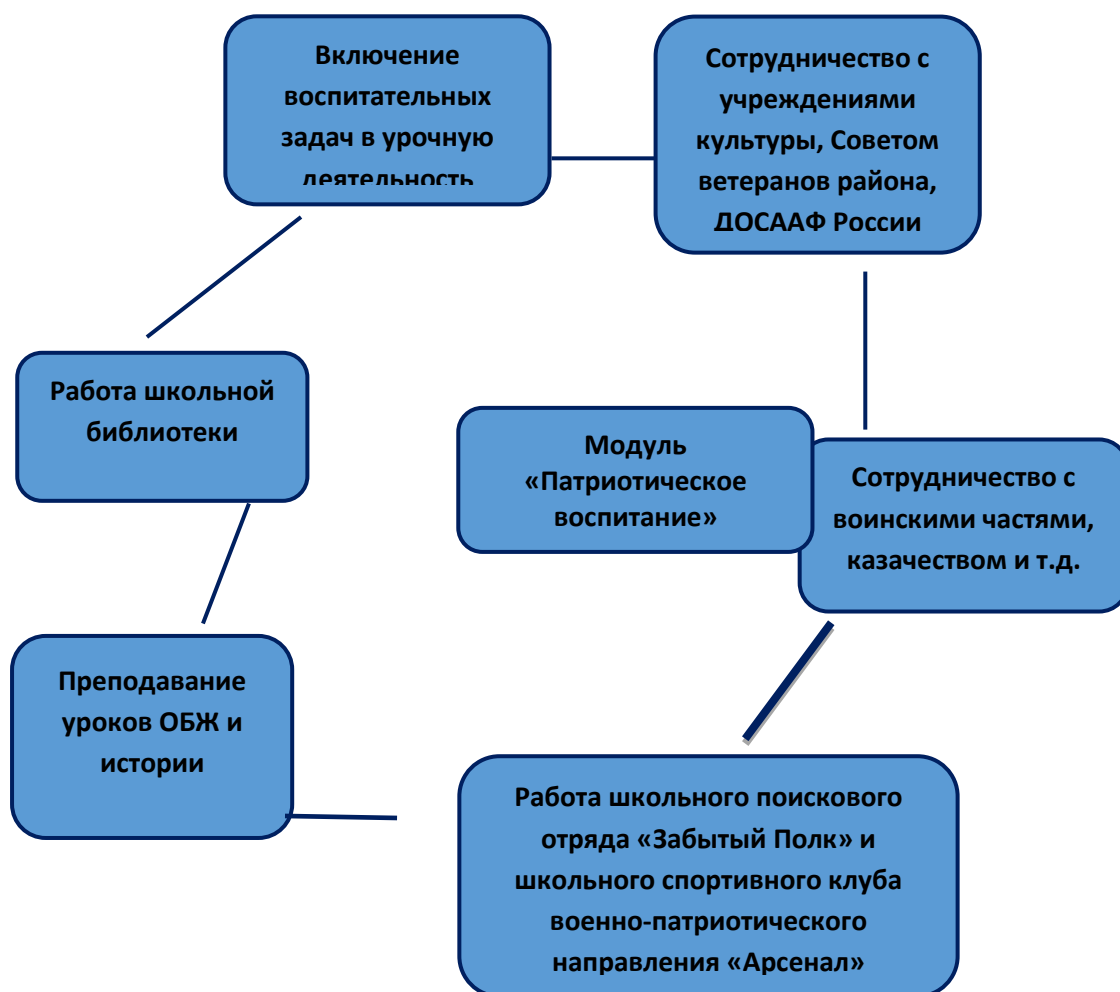 Включение
воспитательных
задач в урочную
деятельность
Сотрудничество с
учреждениями
культуры, Советом
ветеранов района,
ДОСААФ России
Работа школьной
библиотеки
Модуль
«Патриотическое
воспитание»
Сотрудничество с
воинскими частями,
казачеством и т.д.
Преподавание
уроков ОБЖ и
истории
Работа школьного поискового
отряда «Забытый Полк» и
школьного спортивного клуба
военно-патриотического
направления «Арсенал»